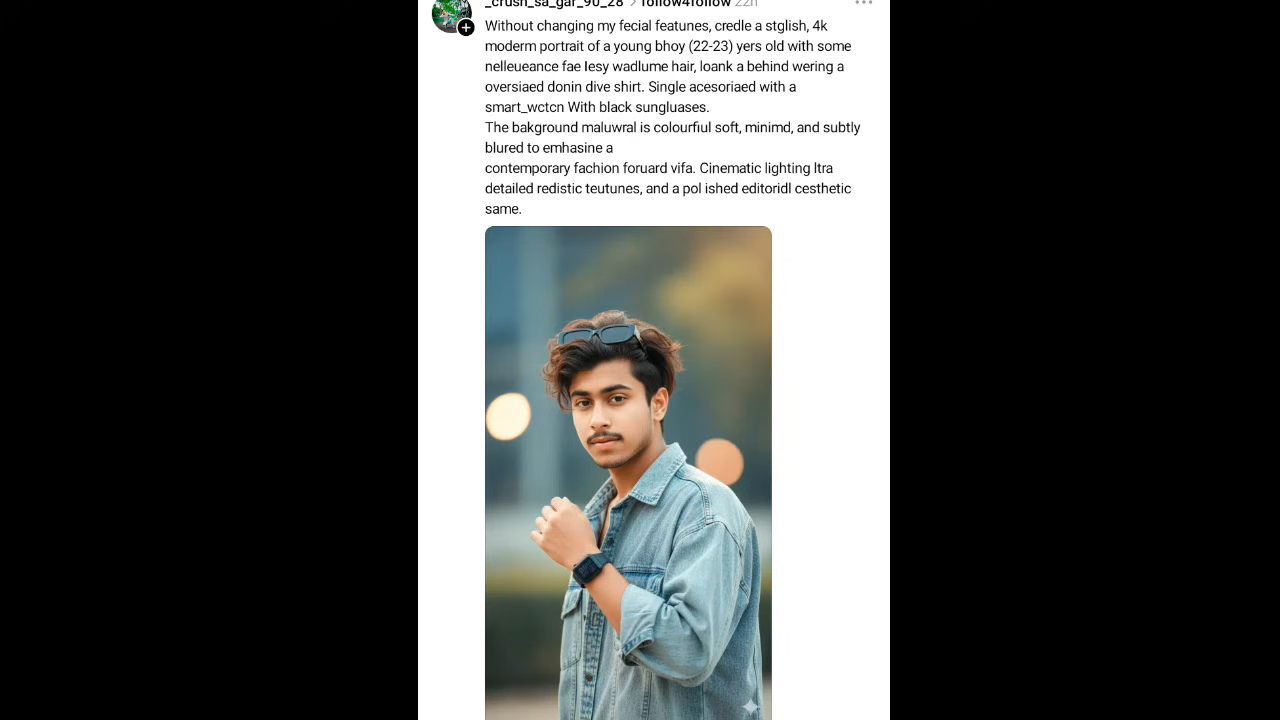 _crush_sa_gar_90_28 > follow4follow 22h
Without changing my fecial featunes, credle a stglish, 4k
moderm portrait of a young bhoy (22-23) yers old with some
nelleueance fae lesy wadlume hair, loank a behind wering a
oversiaed donin dive shirt. Single acesoriaed with a
smart_wctcn With black sungluases.
The bakground maluwral is colourfiul soft, minimd, and subtly
blured to emhasine a
contemporary fachion foruard vifa. Cinematic lighting ltra
detailed redistic teutunes, and a pol ished editoridl cesthetic
same.